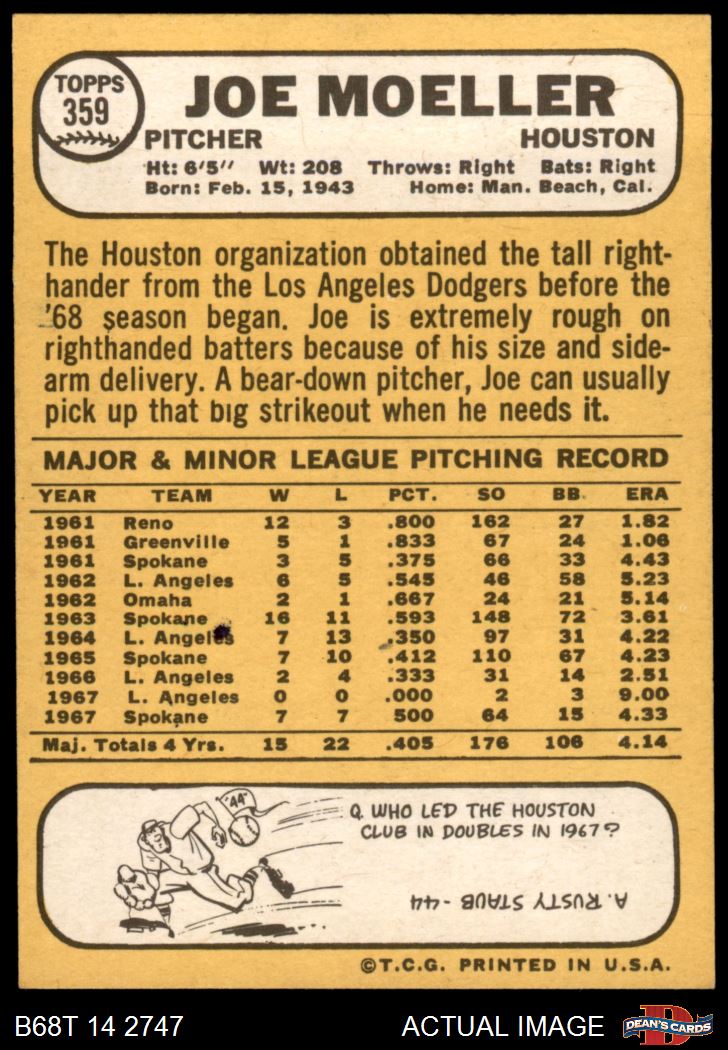 TOPPS
359
JOE MOELLER
PITCHER HOUSTON
Ht: 6'5" Wt: 208 Throws: Right Bats: Right
Born: Feb. 15, 1943 Home: Man. Beach, Cal.
The Houston organization obtained the tall right-
hander from the Los Angeles Dodgers before the
'68 season began. Joe is extremely rough on
righthanded batters because of his size and side-
arm delivery. A bear-down pitcher, Joe can usually
pick up that big strikeout when he needs it.
MAJOR & MINOR LEAGUE PITCHING RECORD
YEAR TEAM W L PCT. SO BB. ERA
1961 Reno 12 3 .800 162 27 1.82
1961 Greenville 5 1 .833 67 24 1.06
1961 Spokane 3 5 .375 66 33 4.43
1962 L. Angeles 6 5 .545 46 58 5.23
1962 Omaha 2 1 .667 24 21 5.14
1963 Spokane 16 11 .593 148 72 3.61
1964 L. Angeles 7 13 .350 97 31 4.22
1965 Spokane 7 10 .412 110 67 4.23
1966 L. Angeles 2 4 .333 31 14 2.51
1967 L. Angeles 0 0 .000 2 3 9.00
1967 Spokane 7 7 500 64 15 4.33
Maj. Totals 4 Yrs. 15 22 .405 176 106 4.14
"44"
Q. WHO LED THE HOUSTON
CLUB IN DOUBLES IN 1967?
A. RUSTY STAUB - 44
©T.C.G. PRINTED IN U.S.A.
B68T 14 2747 ACTUAL IMAGE
D
DEAN'S CARDS